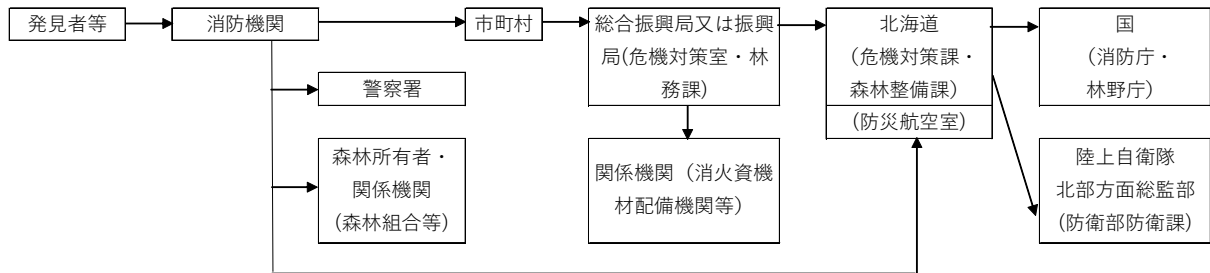 発見者等
消防機関
市町村
総合振興局又は振興
局(危機対策室・林
務課)
北海道
(危機対策課・
森林整備課)
(防災航空室)
国
(消防庁・
林野庁)
警察署
森林所有者・
関係機関
(森林組合等)
関係機関（消火資機
材配備機関等）
陸上自衛隊
北部方面総監部
(防衛部防衛課)